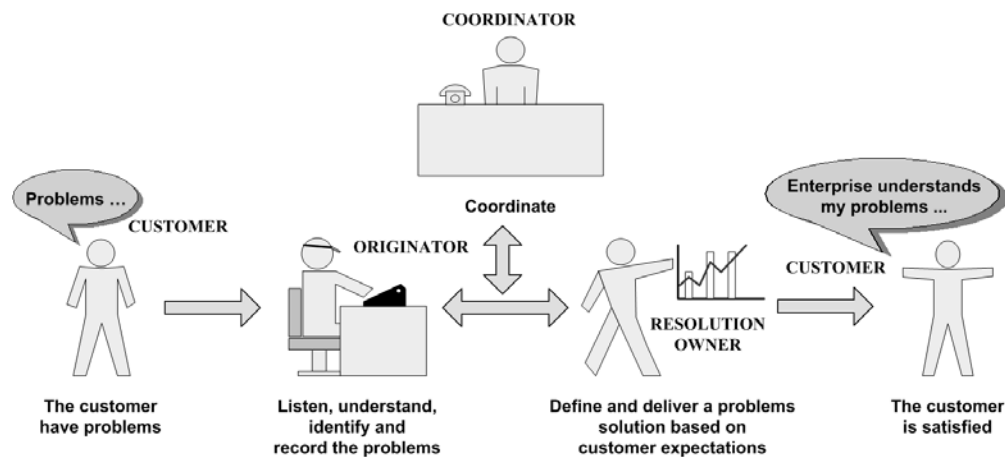 COORDINATOR
Problems ...
CUSTOMER
Coordinate
ORIGINATOR
Enterprise understands
my problems ...
CUSTOMER
RESOLUTION
OWNER
The customer
have problems
Listen, understand,
identify and
record the problems
Define and deliver a problems
solution based on
customer expectations
The customer
is satisfied